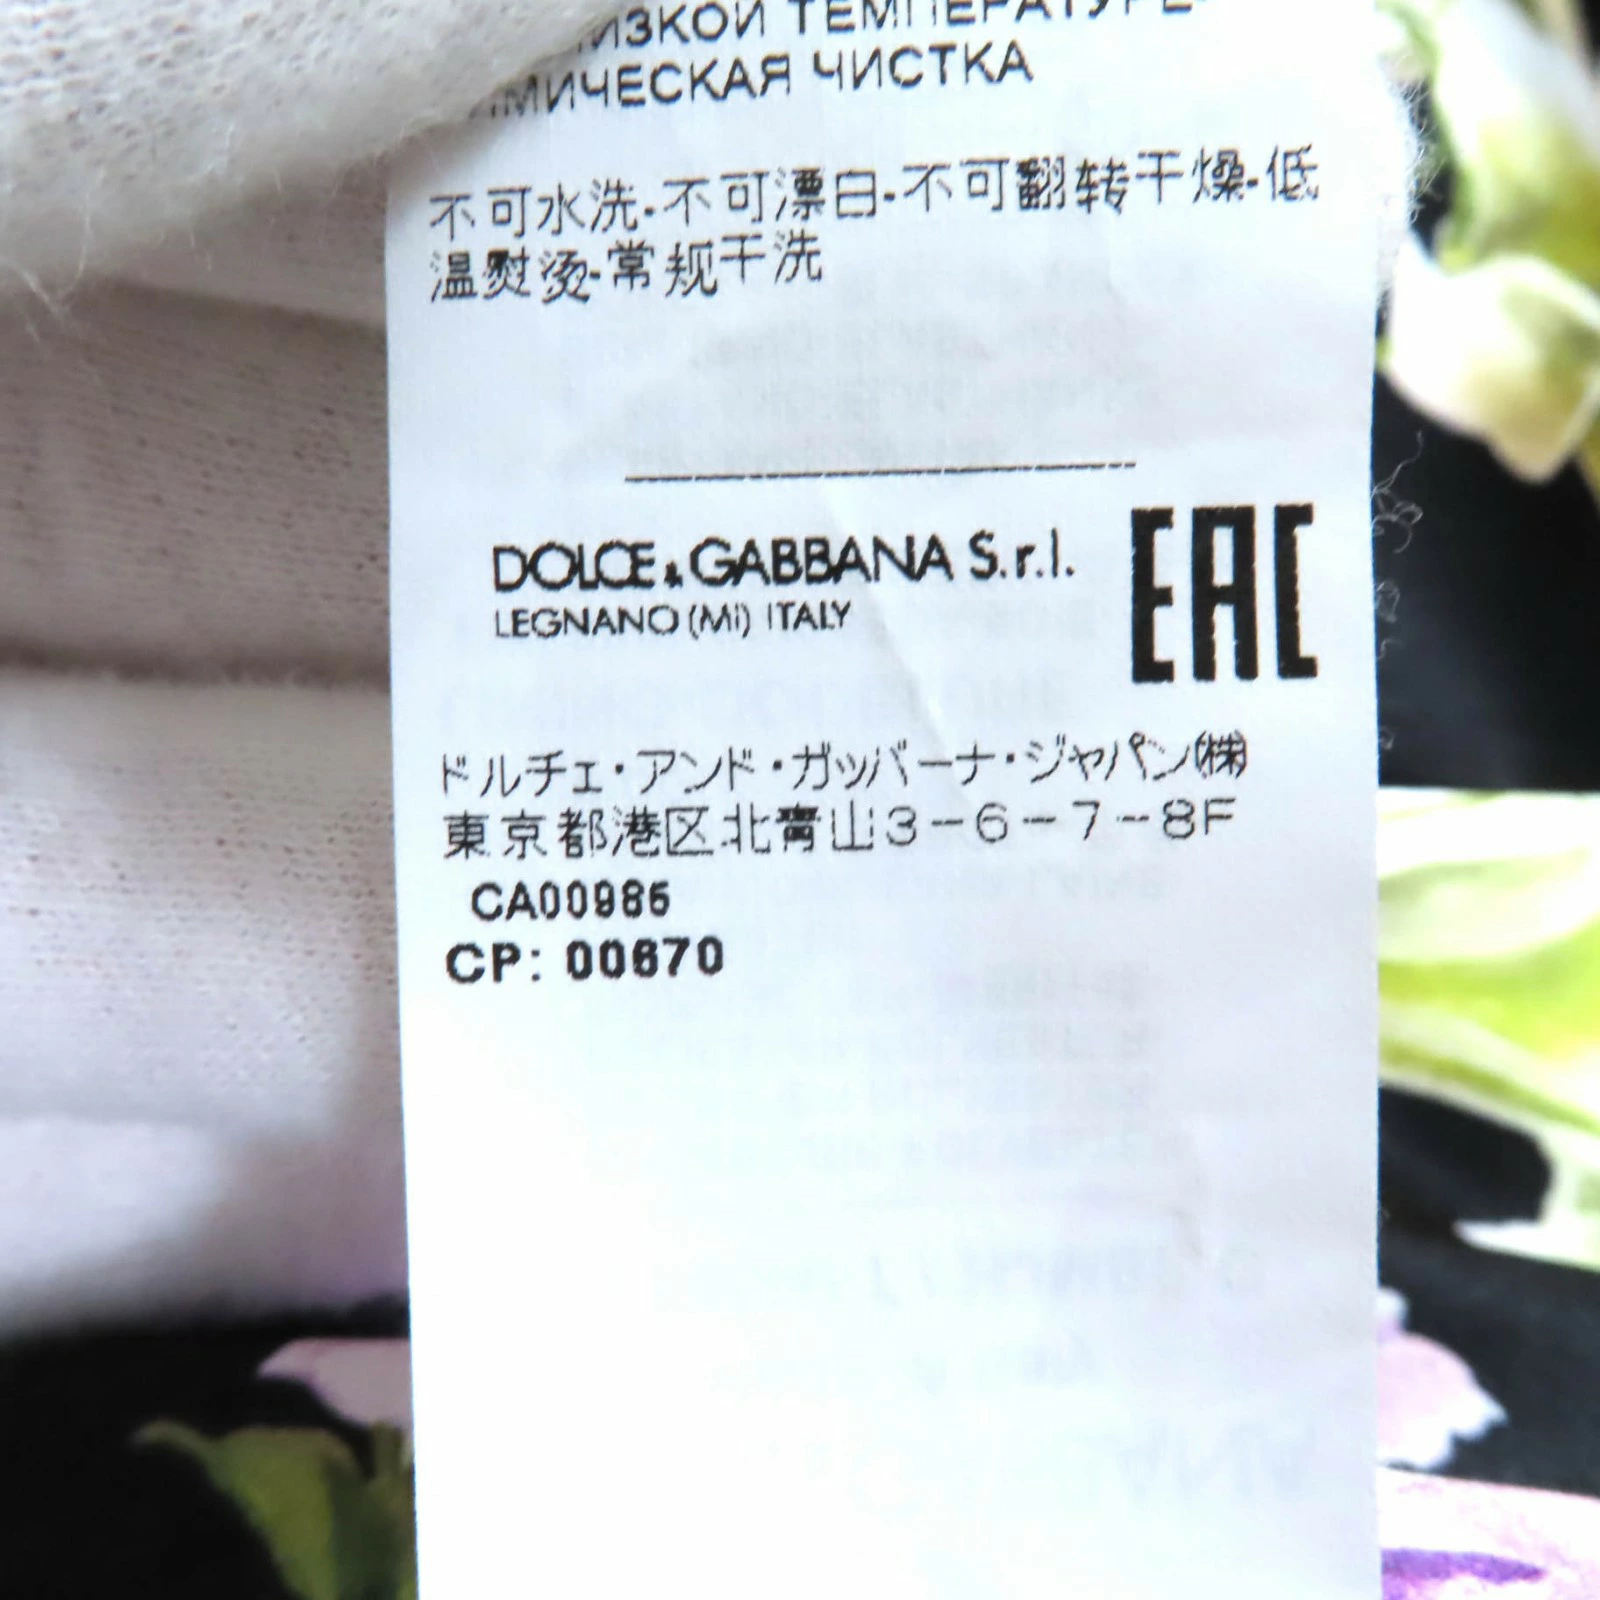 НИЗКОЙ ТЕМПЕРАТУРЕ-
ХИМИЧЕСКАЯ ЧИСТКА
不可水洗-不可漂白-不可翻转干燥-低
温熨烫-常规干洗
DOLCE & GABBANA S.r.l.
LEGNANO (Mi) ITALY
EAC
ドルチェ・アンド・ガッバーナ・ジャパン㈱
東京都港区北青山3-6-7-8F
CA00986
CP: 00670